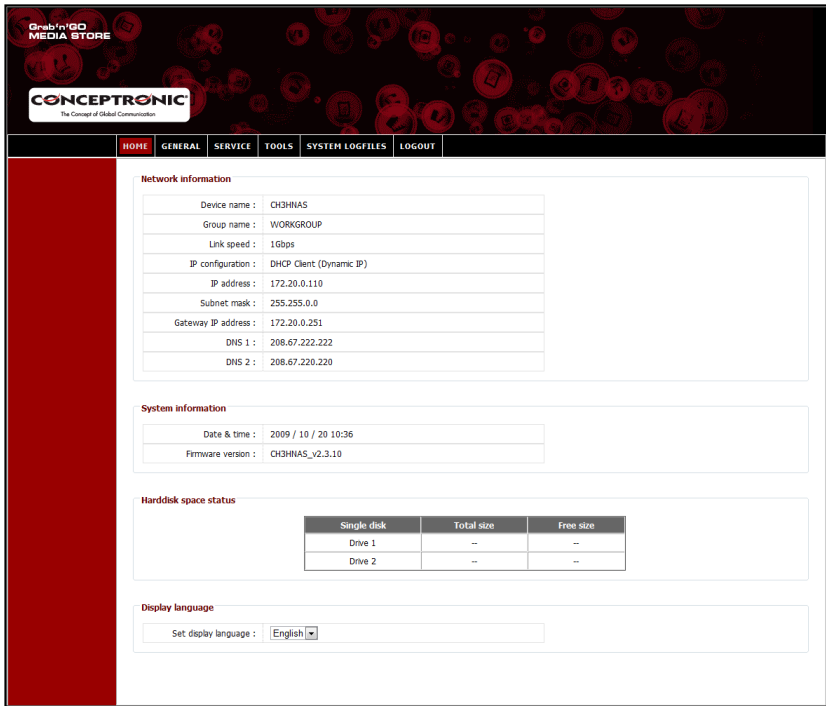 Grab'n'GO
MEDIA STORE
CONCEPTRONIC®
The Concept of Global Communication
HOME GENERAL SERVICE TOOLS SYSTEM LOGFILES LOGOUT
Network information
Device name : CH3HNAS
Group name : WORKGROUP
Link speed : 1Gbps
IP configuration : DHCP Client (Dynamic IP)
IP address : 172.20.0.110
Subnet mask : 255.255.0.0
Gateway IP address : 172.20.0.251
DNS 1 : 208.67.222.222
DNS 2 : 208.67.220.220
System information
Date & time : 2009 / 10 / 20 10:36
Firmware version : CH3HNAS_v2.3.10
Harddisk space status
Single disk Total size Free size
Drive 1 -- --
Drive 2 -- --
Display language
Set display language : English